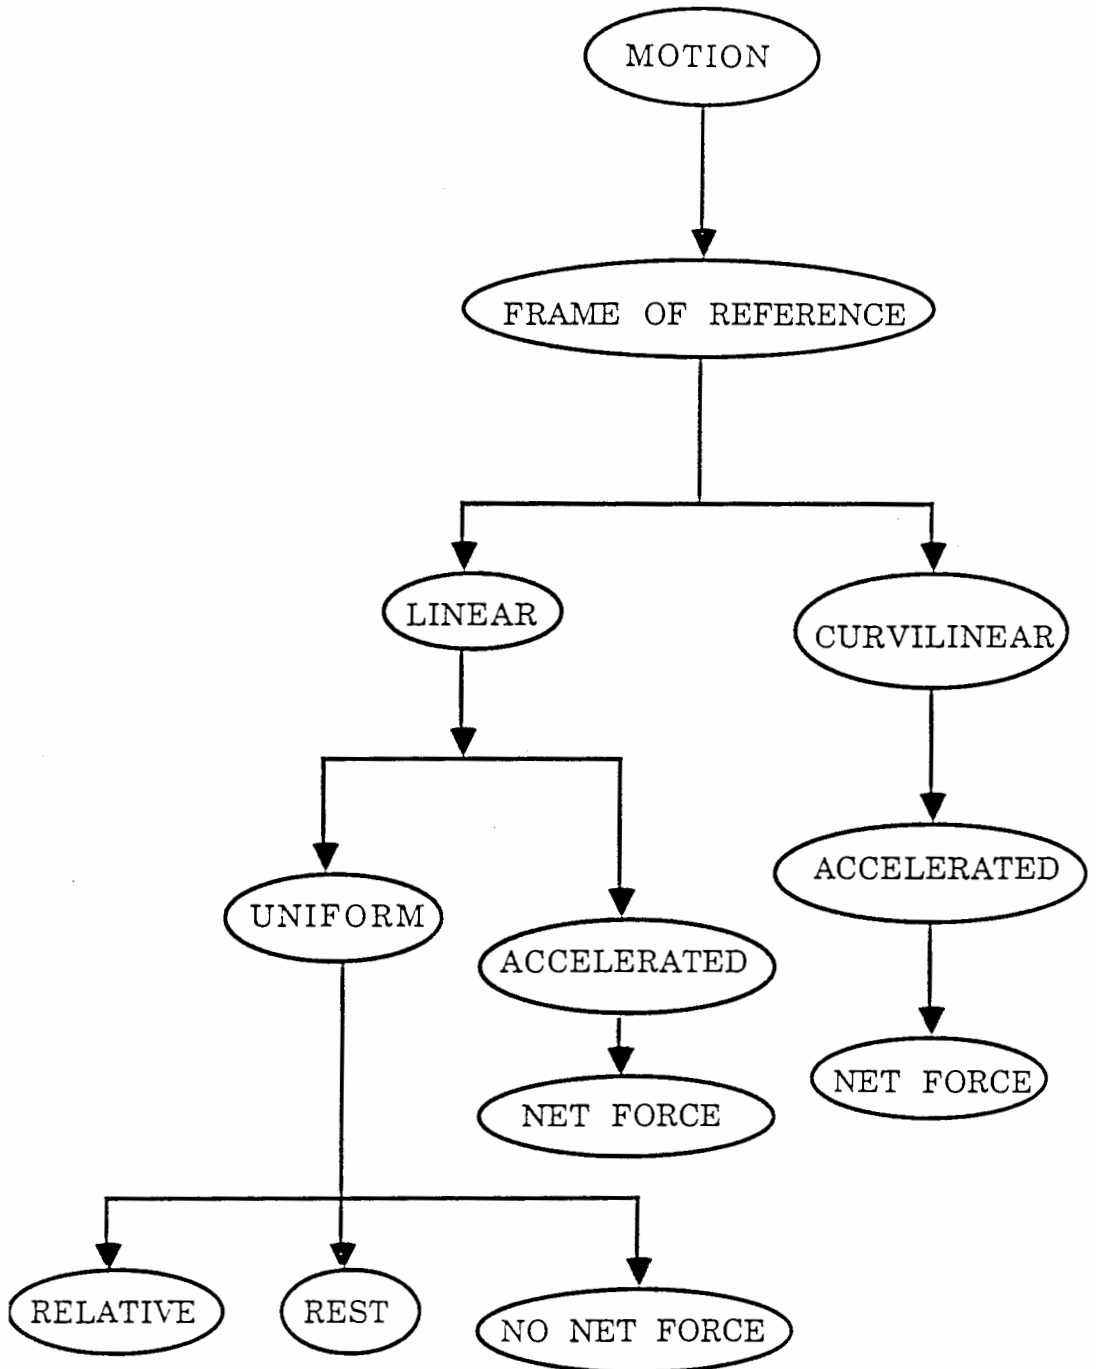 MOTION
FRAME OF REFERENCE
LINEAR
CURVILINEAR
UNIFORM
ACCELERATED
ACCELERATED
NET FORCE
NET FORCE
RELATIVE
REST
NO NET FORCE